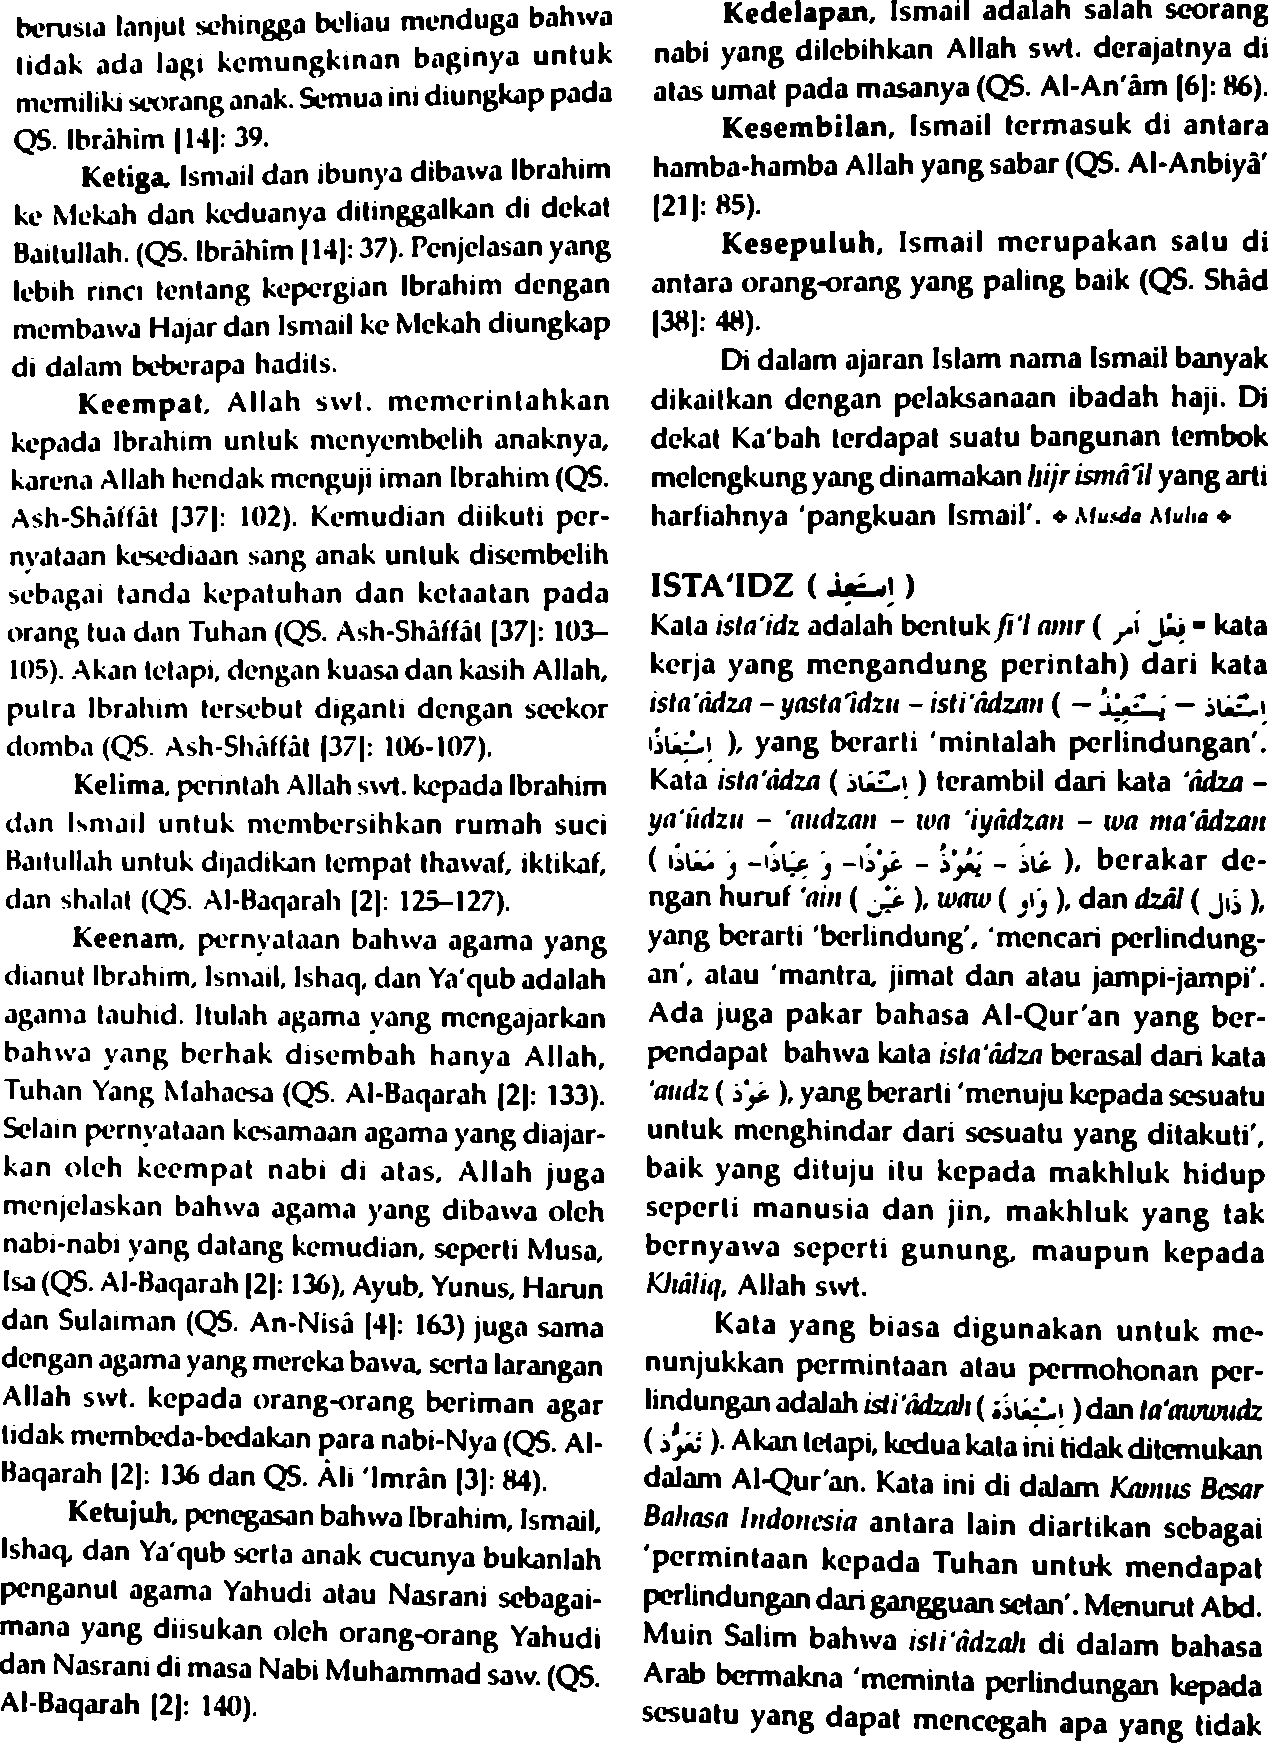 berusia lanjut sehingga beliau menduga bahwa
tidak ada lagi kemungkinan baginya untuk
memiliki seorang anak. Semua ini diungkap pada
QS. Ibrâhim [14]: 39.
Ketiga, Ismail dan ibunya dibawa Ibrahim
ke Mekah dan keduanya ditinggalkan di dekat
Baitullah. (QS. Ibrâhîm [14]: 37). Penjelasan yang
lebih rinci tentang kepergian Ibrahim dengan
membawa Hajar dan Ismail ke Mekah diungkap
di dalam beberapa hadits.
Keempat, Allah swt. memerintahkan
kepada Ibrahim untuk menyembelih anaknya,
karena Allah hendak menguji iman Ibrahim (QS.
Ash-Shâffât [37]: 102). Kemudian diikuti per-
nyataan kesediaan sang anak untuk disembelih
sebagai tanda kepatuhan dan ketaatan pada
orang tua dan Tuhan (QS. Ash-Shâffât [37]: 103–
105). Akan tetapi, dengan kuasa dan kasih Allah,
putra Ibrahim tersebut diganti dengan seekor
domba (QS. Ash-Shâffât [37]: 106-107).
Kelima, perintah Allah swt. kepada Ibrahim
dan Ismail untuk membersihkan rumah suci
Baitullah untuk dijadikan tempat thawaf, iktikaf,
dan shalat (QS. Al-Baqarah [2]: 125–127).
Keenam, pernyataan bahwa agama yang
dianut Ibrahim, Ismail, Ishaq, dan Ya'qub adalah
agama tauhid. Itulah agama yang mengajarkan
bahwa yang berhak disembah hanya Allah,
Tuhan Yang Mahaesa (QS. Al-Baqarah [2]: 133).
Selain pernyataan kesamaan agama yang diajar-
kan oleh keempat nabi di atas, Allah juga
menjelaskan bahwa agama yang dibawa oleh
nabi-nabi yang datang kemudian, seperti Musa,
Isa (QS. Al-Baqarah [2]: 136), Ayub, Yunus, Harun
dan Sulaiman (QS. An-Nisâ [4]: 163) juga sama
dengan agama yang mereka bawa, serta larangan
Allah swt. kepada orang-orang beriman agar
tidak membeda-bedakan para nabi-Nya (QS. Al-
Baqarah [2]: 136 dan QS. Âli 'Imrân [3]: 84).
Ketujuh, penegasan bahwa Ibrahim, Ismail,
Ishaq, dan Ya'qub serta anak cucunya bukanlah
penganut agama Yahudi atau Nasrani sebagai-
mana yang diisukan oleh orang-orang Yahudi
dan Nasrani di masa Nabi Muhammad saw. (QS.
Al-Baqarah [2]: 140).
Kedelapan, Ismail adalah salah seorang
nabi yang dilebihkan Allah swt. derajatnya di
atas umat pada masanya (QS. Al-An'âm [6]: 86).
Kesembilan, Ismail termasuk di antara
hamba-hamba Allah yang sabar (QS. Al-Anbiyâ'
[21]: 85).
Kesepuluh, Ismail merupakan satu di
antara orang-orang yang paling baik (QS. Shâd
[38]: 48).
Di dalam ajaran Islam nama Ismail banyak
dikaitkan dengan pelaksanaan ibadah haji. Di
dekat Ka'bah terdapat suatu bangunan tembok
melengkung yang dinamakan hijr ismâ'îl yang arti
harfiahnya 'pangkuan Ismail'. ❖ Musda Mulia ❖
ISTA'IDZ ( إِسْتَعِذْ )
Kata ista'idz adalah bentuk fi'l amr ( فِعْل أَمر = kata
kerja yang mengandung perintah) dari kata
ista'âdza – yasta'îdzu – isti'âdzan ( إِسْتَعَاذَ – يَسْتَعِيْذُ –
إِسْتِعَاذًا ), yang berarti 'mintalah perlindungan'.
Kata ista'âdza ( إِسْتَعَاذَ ) terambil dari kata 'âdza –
ya'ûdzu – 'audzan – wa 'iyâdzan – wa ma'âdzan
( عَاذَ – يَعُوْذُ – عَوْذًا– وَ عِيَاذًا– وَ مَعَاذًا ), berakar de-
ngan huruf 'ain ( عَيْن ), waw ( وَاو ), dan dzâl ( ذَال ),
yang berarti 'berlindung', 'mencari perlindung-
an', atau 'mantra, jimat dan atau jampi-jampi'.
Ada juga pakar bahasa Al-Qur'an yang ber-
pendapat bahwa kata ista'âdza berasal dari kata
'audz ( عَوْذ ), yang berarti 'menuju kepada sesuatu
untuk menghindar dari sesuatu yang ditakuti',
baik yang dituju itu kepada makhluk hidup
seperti manusia dan jin, makhluk yang tak
bernyawa seperti gunung, maupun kepada
Khâliq, Allah swt.
Kata yang biasa digunakan untuk me-
nunjukkan permintaan atau permohonan per-
lindungan adalah isti'âdzah ( إِسْتِعَاذَة ) dan ta'awwudz
( تَعَوُّذ ). Akan tetapi, kedua kata ini tidak ditemukan
dalam Al-Qur'an. Kata ini di dalam Kamus Besar
Bahasa Indonesia antara lain diartikan sebagai
'permintaan kepada Tuhan untuk mendapat
perlindungan dari gangguan setan'. Menurut Abd.
Muin Salim bahwa isti'âdzah di dalam bahasa
Arab bermakna 'meminta perlindungan kepada
sesuatu yang dapat mencegah apa yang tidak